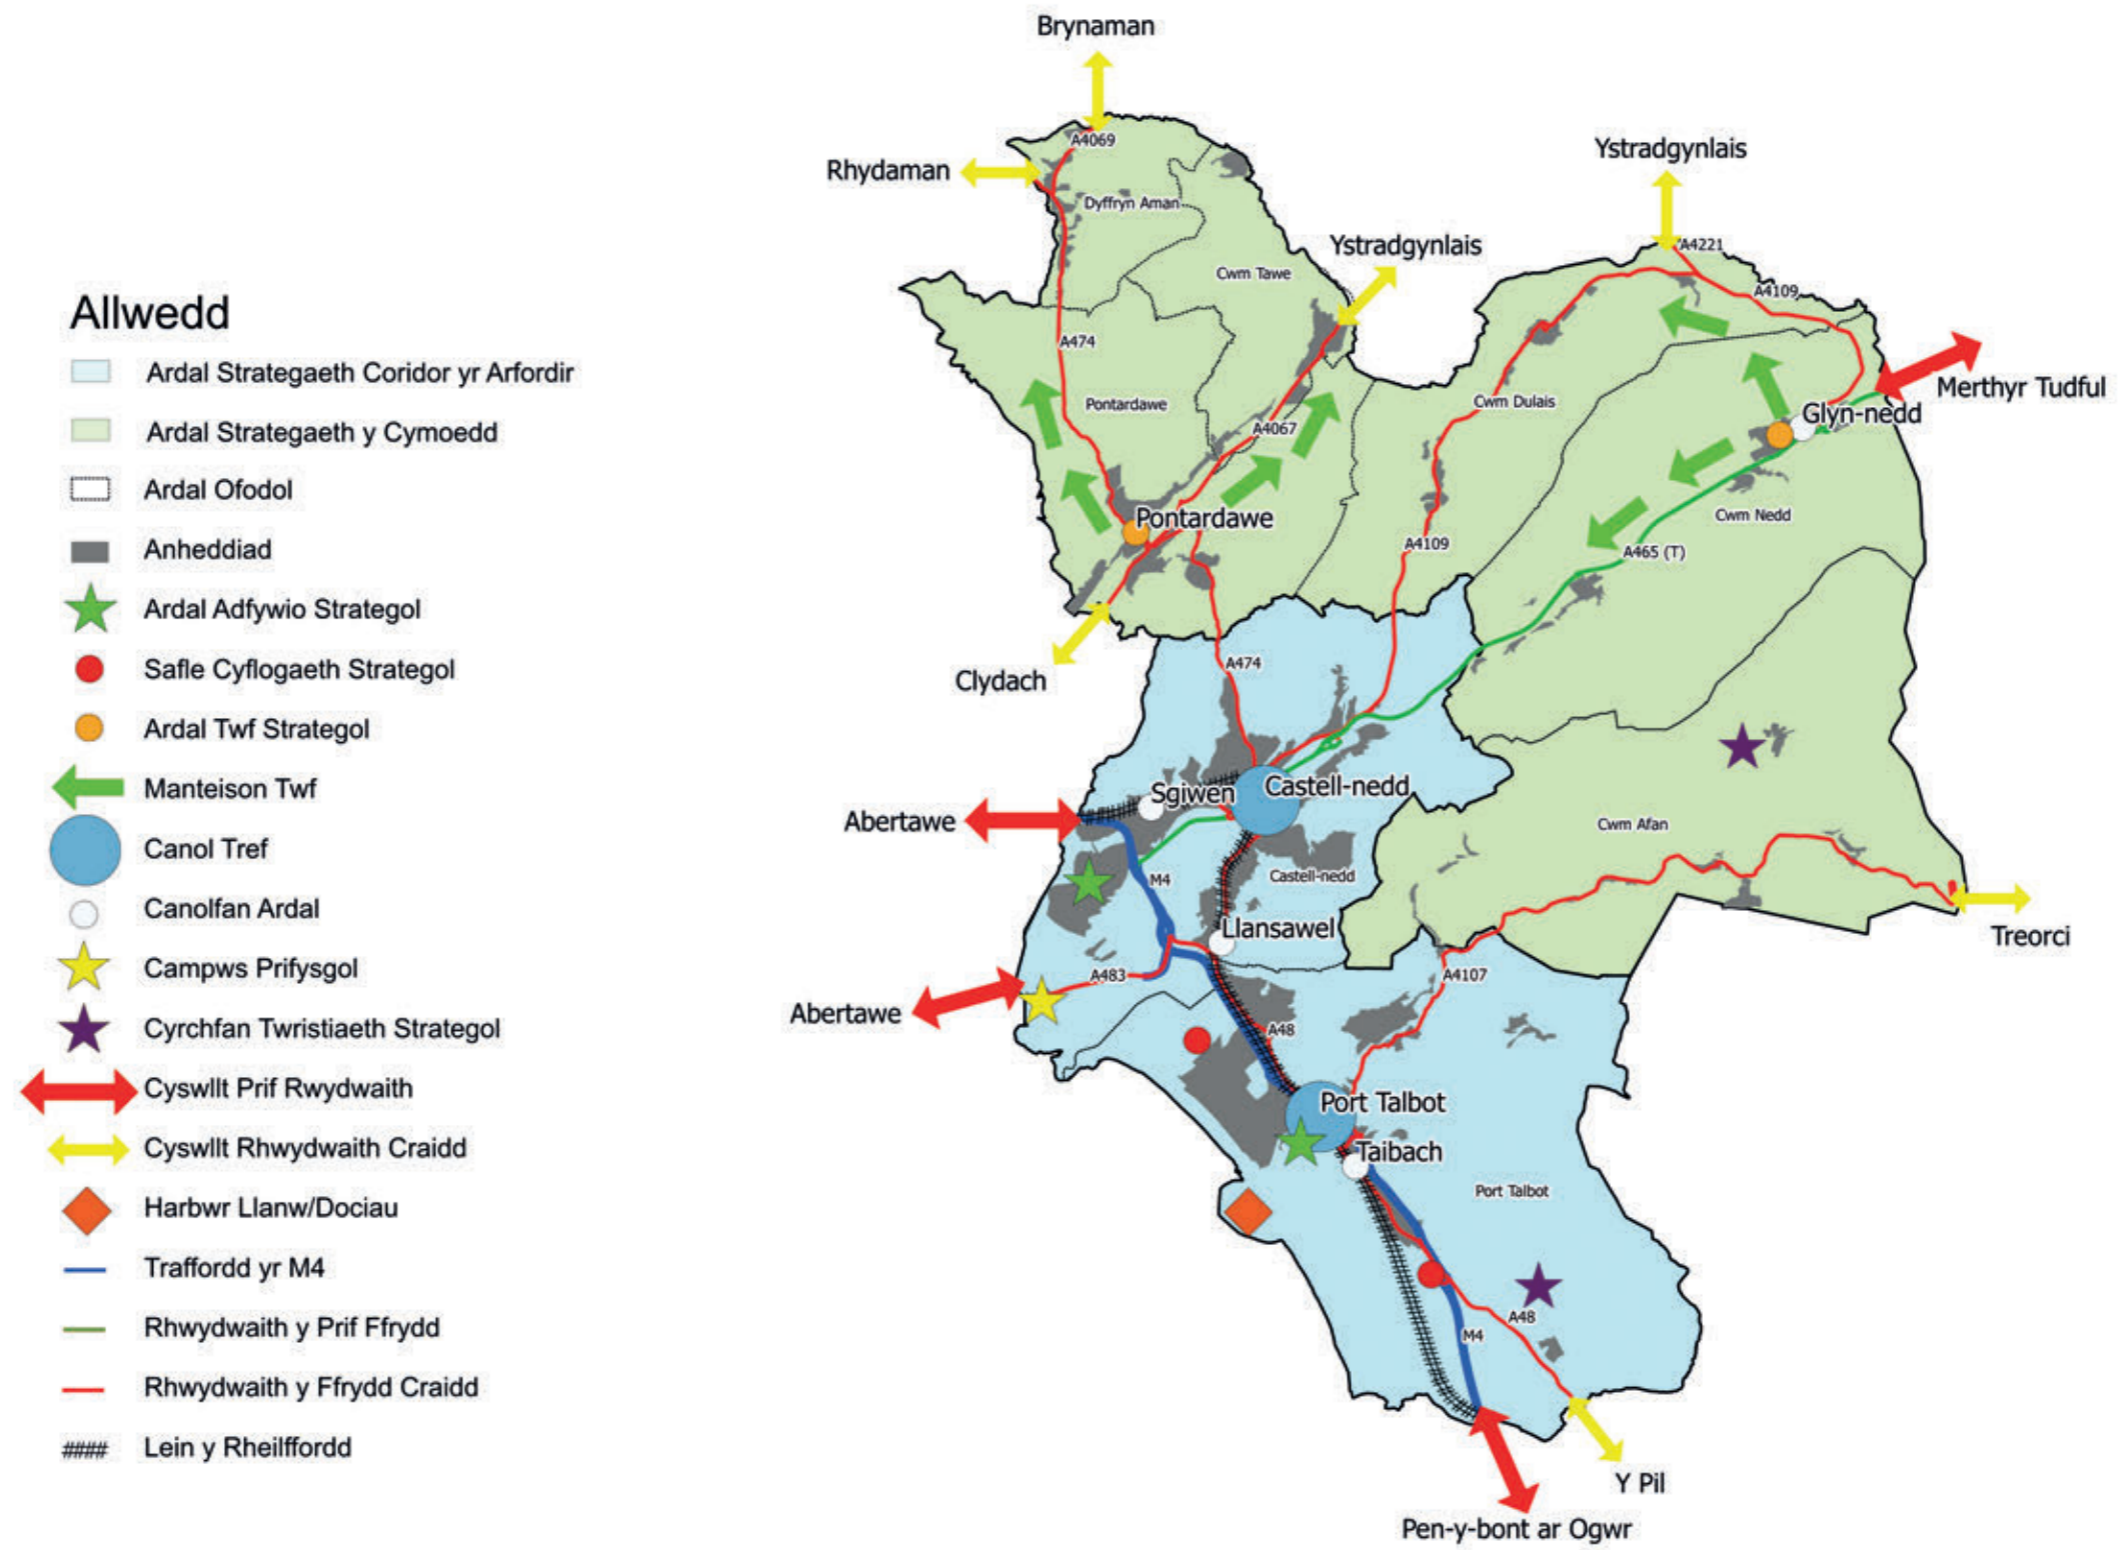 Allwedd
Ardal Strategaeth Coridor yr Arfordir
Ardal Strategaeth y Cymoedd
Ardal Ofodol
Anheddiad
Ardal Adfywio Strategol
Safle Cyflogaeth Strategol
Ardal Twf Strategol
Manteison Twf
Canol Tref
Canolfan Ardal
Campws Prifysgol
Cyrchfan Twristiaeth Strategol
Cyswllt Prif Rwydwaith
Cyswllt Rhwydwaith Craidd
Harbwr Llanw/Dociau
Traffordd yr M4
Rhwydwaith y Prif Ffrydd
Rhwydwaith y Ffrydd Craidd
Lein y Rheilffordd
Brynaman
A4069
Rhydaman
Dyffryn Aman
Ystradgynlais
Ystradgynlais
A4221
Cwm Tawe
A4109
A474
Merthyr Tudful
Pontardawe
Cwm Dulais
Glyn-nedd
A4067
Pontardawe
Cwm Nedd
A4109
A465 (T)
Clydach
A474
Castell-nedd
Sgiwen
Abertawe
Cwm Afan
M4
Castell-nedd
Llansawel
Treorci
A483
A4107
Abertawe
A48
Port Talbot
Taibach
Port Talbot
A48
M4
Y Pil
Pen-y-bont ar Ogwr